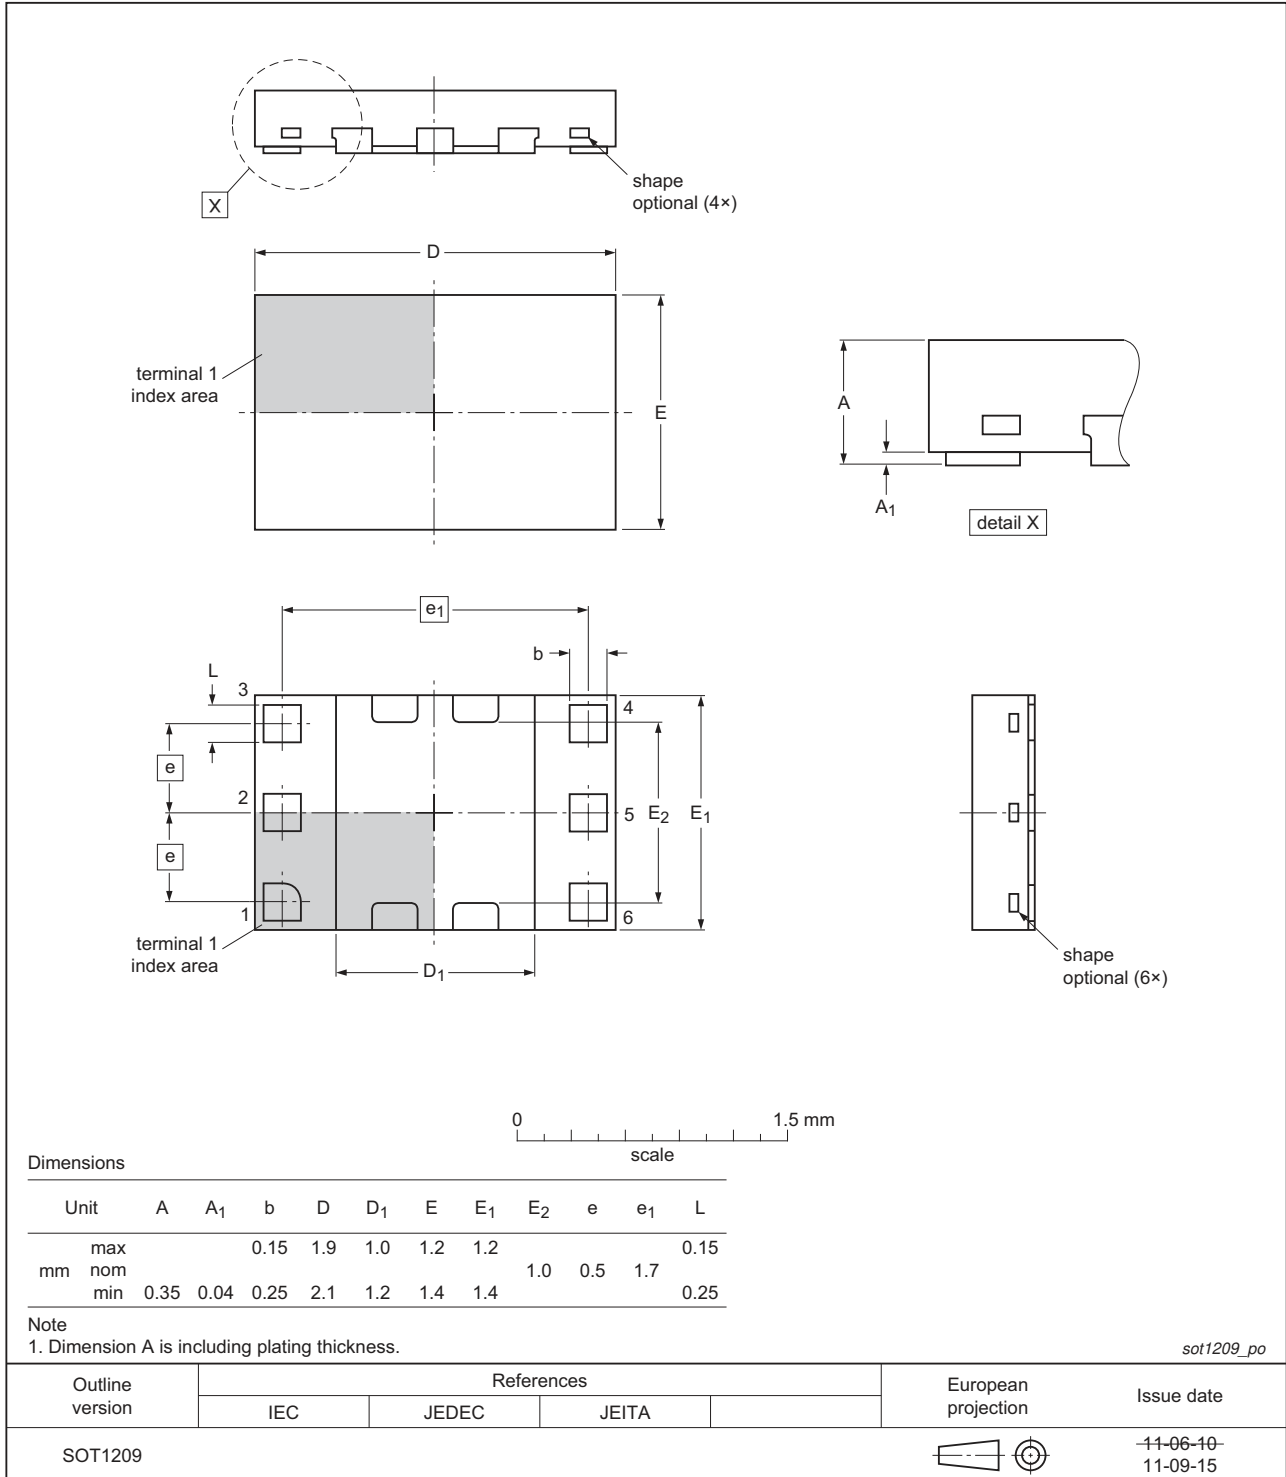 X
shape
optional (4×)
D
terminal 1
index area
E
A
A1
detail X
e1
b
L
3
4
e
2
5
E2
E1
e
1
6
terminal 1
index area
D1
shape
optional (6×)
0 1.5 mm
scale
Dimensions
Unit A A1 b D D1 E E1 E2 e e1 L
max 0.15 1.9 1.0 1.2 1.2 0.15
mm nom 1.0 0.5 1.7
min 0.35 0.04 0.25 2.1 1.2 1.4 1.4 0.25
Note
1. Dimension A is including plating thickness.
sot1209_po
Outline version References European projection Issue date
IEC JEDEC JEITA
SOT1209 11-06-10
11-09-15